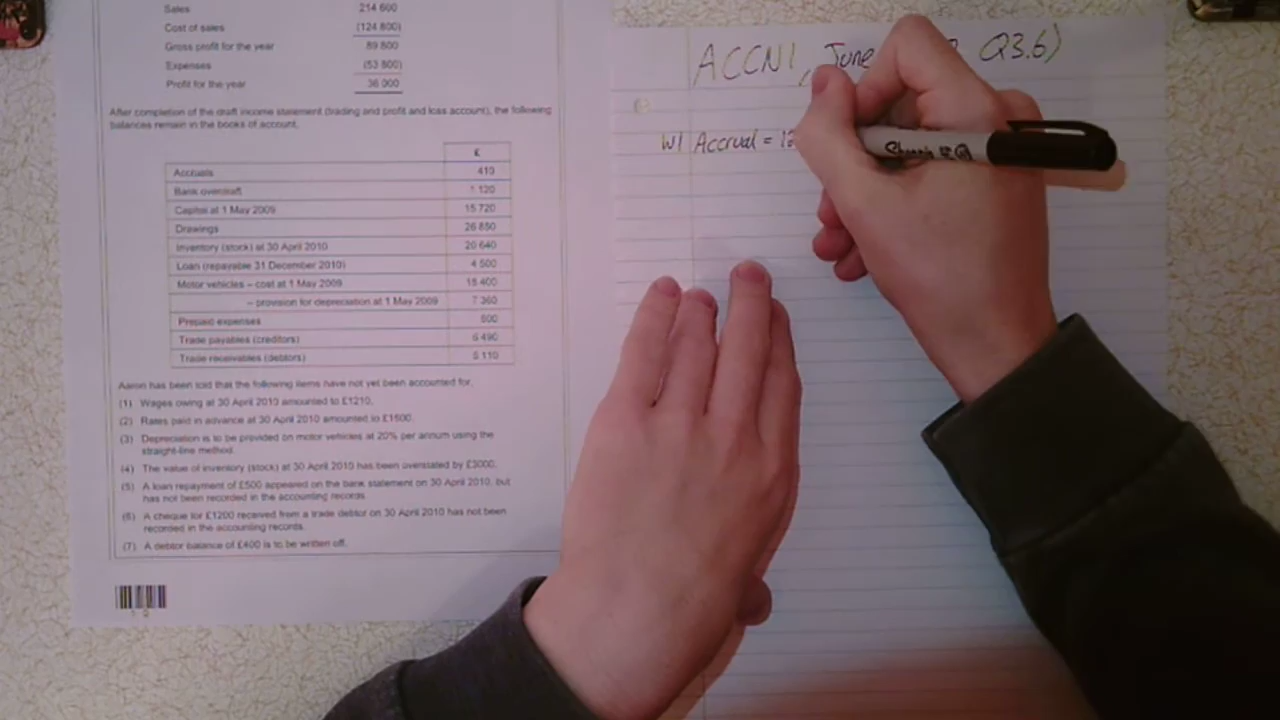 Sales 214 600
Cost of sales (124 800)
Gross profit for the year 89 800
Expenses (53 800)
Profit for the year 36 000
After completion of the draft income statement (trading and profit and loss account), the following
balances remain in the books of account.
£
Accruals 410
Bank overdraft 1 120
Capital at 1 May 2009 15 720
Drawings 26 850
Inventory (stock) at 30 April 2010 20 640
Loan (repayable 31 December 2010) 4 500
Motor vehicles – cost at 1 May 2009 18 400
– provision for depreciation at 1 May 2009 7 360
Prepaid expenses 600
Trade payables (creditors) 6 490
Trade receivables (debtors) 5 110
Aaron has been told that the following items have not yet been accounted for.
(1) Wages owing at 30 April 2010 amounted to £1210.
(2) Rates paid in advance at 30 April 2010 amounted to £1600.
(3) Depreciation is to be provided on motor vehicles at 20% per annum using the
straight-line method.
(4) The value of inventory (stock) at 30 April 2010 has been overstated by £3000.
(5) A loan repayment of £500 appeared on the bank statement on 30 April 2010, but
has not been recorded in the accounting records.
(6) A cheque for £1200 received from a trade debtor on 30 April 2010 has not been
recorded in the accounting records.
(7) A debtor balance of £400 is to be written off.
ACCN1, June Q3.6)
W1 Accrual = 12
Sharpie